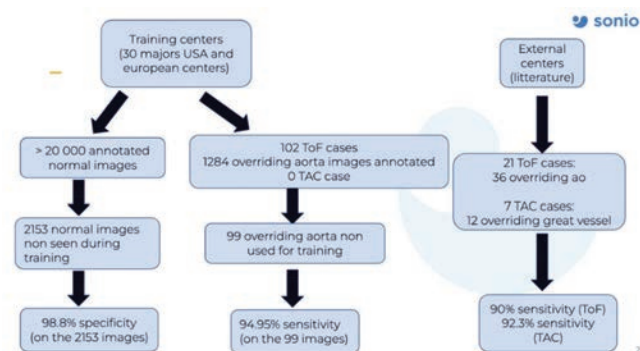 sonio
Training centers
(30 majors USA and
european centers)
External
centers
(litterature)
> 20 000 annotated
normal images
102 ToF cases
1284 overriding aorta images annotated
0 TAC case
21 ToF cases:
36 overriding ao
7 TAC cases:
12 overriding great vessel
2153 normal images
non seen during
training
99 overriding aorta non
used for training
98.8% specificity
(on the 2153 images)
94.95% sensitivity
(on the 99 images)
90% sensitivity (ToF)
92.3% sensitivity
(TAC)